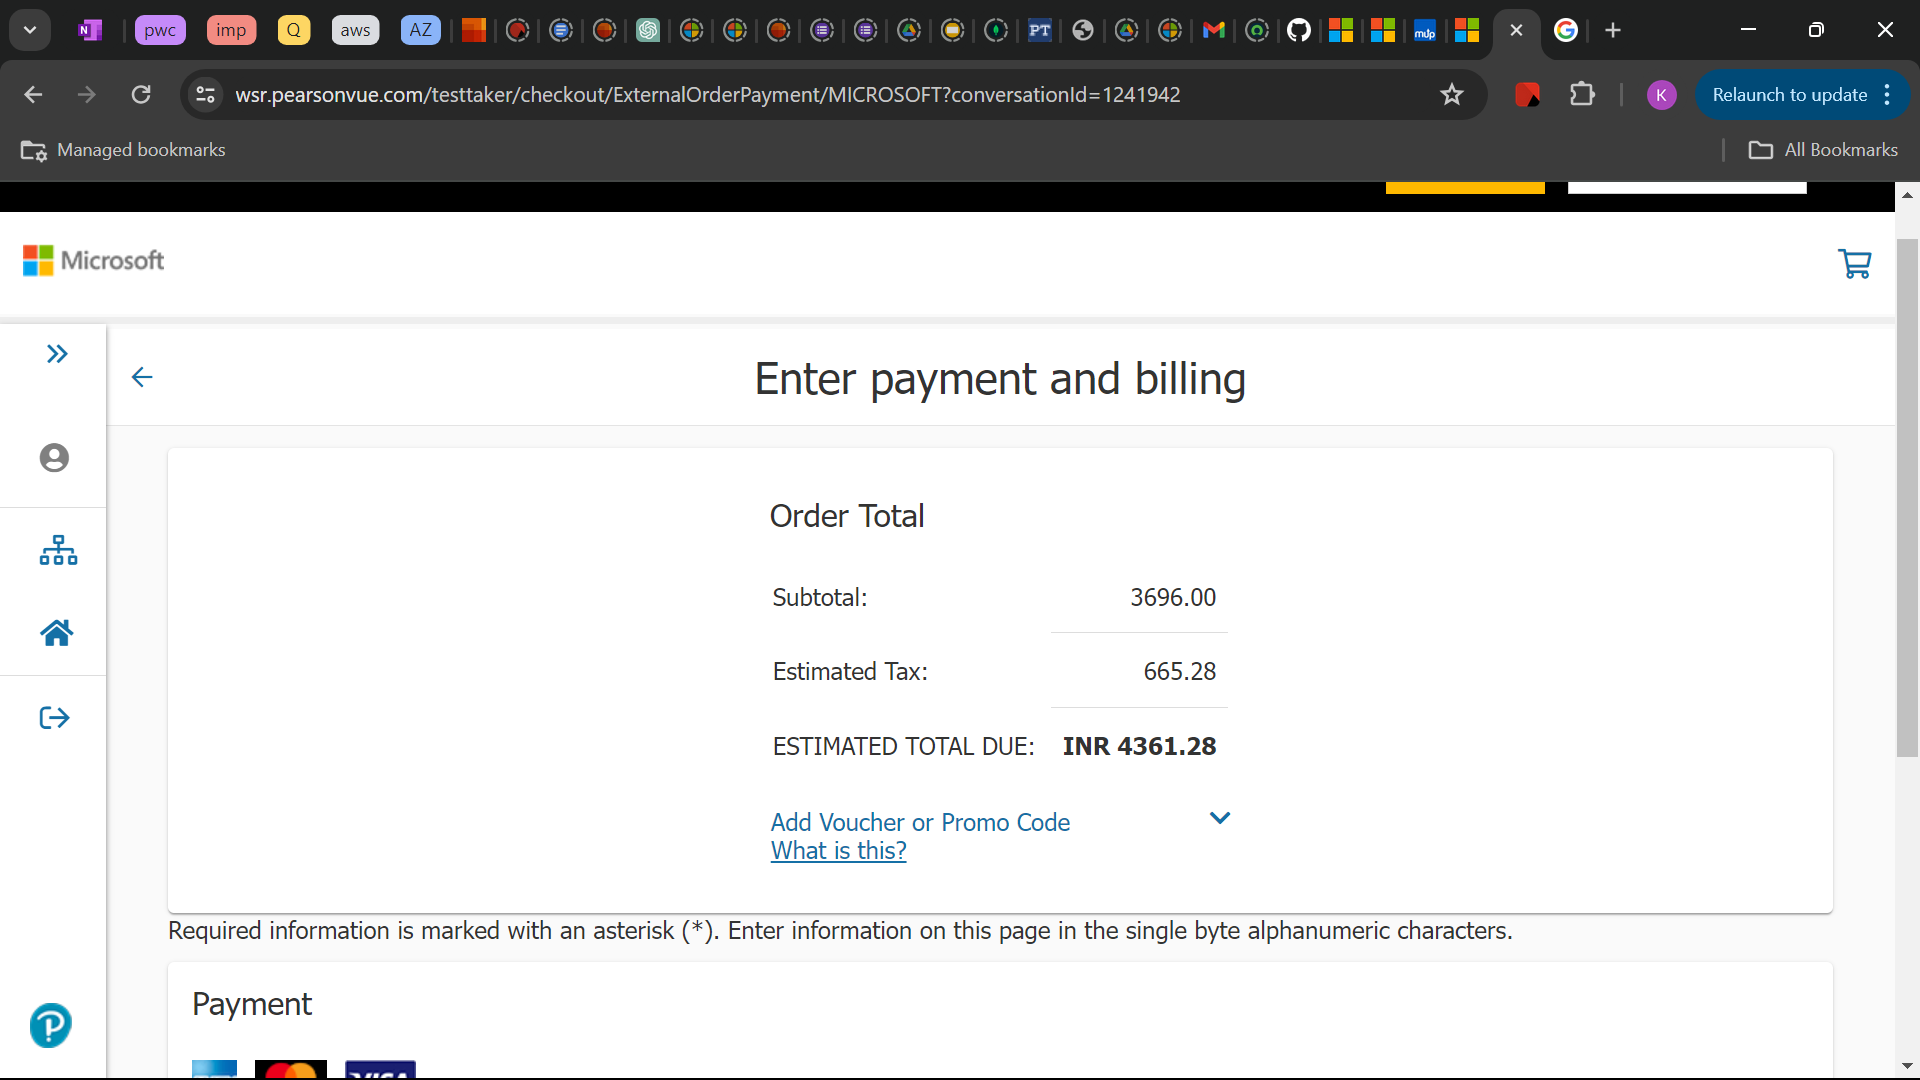 pwc
imp
Q
aws
AZ
PT
mdp
wsr.pearsonvue.com/testtaker/checkout/ExternalOrderPayment/MICROSOFT?conversationId=1241942
K
Relaunch to update
Managed bookmarks
All Bookmarks
Microsoft
Enter payment and billing
Order Total
Subtotal: 3696.00
Estimated Tax: 665.28
ESTIMATED TOTAL DUE: INR 4361.28
Add Voucher or Promo Code
What is this?
Required information is marked with an asterisk (*). Enter information on this page in the single byte alphanumeric characters.
Payment
VISA